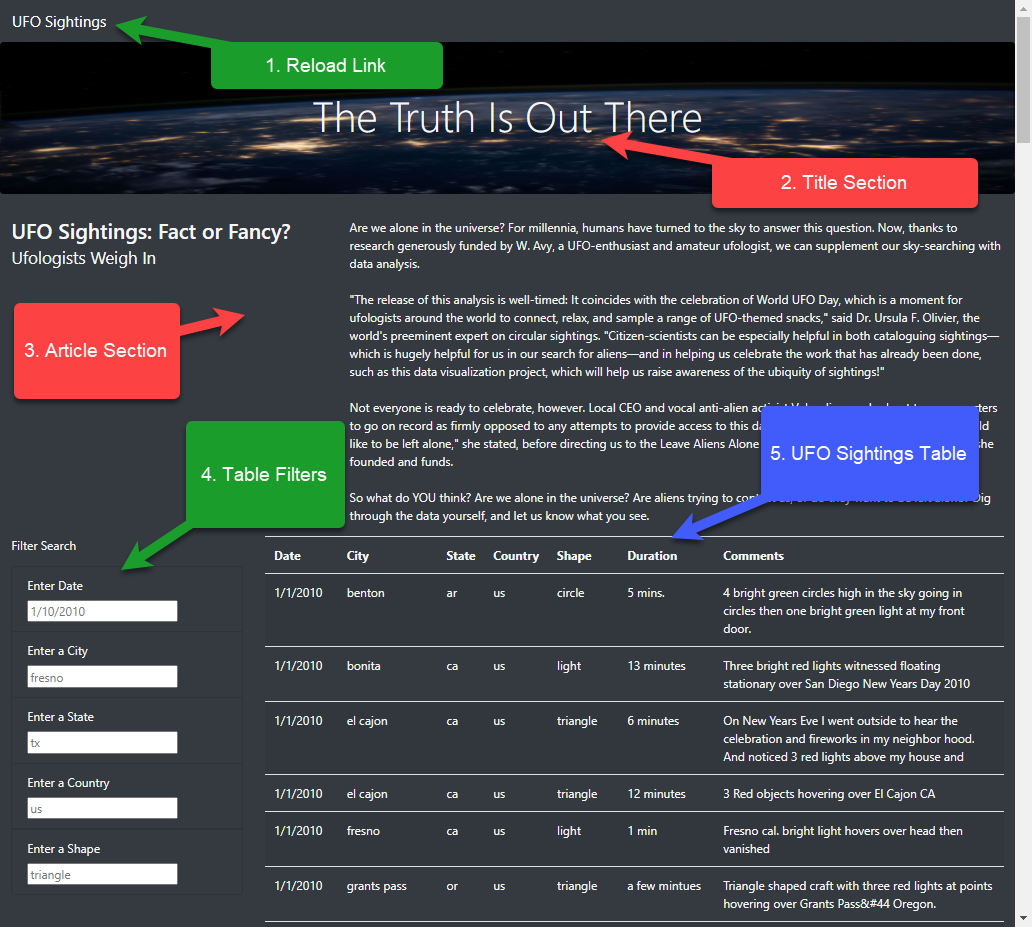 UFO Sightings
1. Reload Link
The Truth Is Out There
2. Title Section
UFO Sightings: Fact or Fancy?
Ufologists Weigh In
3. Article Section
Are we alone in the universe? For millennia, humans have turned to the sky to answer this question. Now, thanks to
research generously funded by W. Avy, a UFO-enthusiast and amateur ufologist, we can supplement our sky-searching with
data analysis.
"The release of this analysis is well-timed: It coincides with the celebration of World UFO Day, which is a moment for
ufologists around the world to connect, relax, and sample a range of UFO-themed snacks," said Dr. Ursula F. Olivier, the
world's preeminent expert on circular sightings. "Citizen-scientists can be especially helpful in both cataloguing sightings—
which is hugely helpful for us in our search for aliens—and in helping us celebrate the work that has already been done,
such as this data visualization project, which will help us raise awareness of the ubiquity of sightings!"
Not everyone is ready to celebrate, however. Local CEO and vocal anti-alien
to go on record as firmly opposed to any attempts to provide access to this
like to be left alone," she stated, before directing us to the Leave Aliens Alone she
founded and funds.
So what do YOU think? Are we alone in the universe? Are aliens trying to Dig
through the data yourself, and let us know what you see.
4. Table Filters
5. UFO Sightings Table
Filter Search
Enter Date
1/10/2010
Enter a City
fresno
Enter a State
tx
Enter a Country
us
Enter a Shape
triangle
Date City State Country Shape Duration Comments
1/1/2010 benton ar us circle 5 mins. 4 bright green circles high in the sky going in
circles then one bright green light at my front
door.
1/1/2010 bonita ca us light 13 minutes Three bright red lights witnessed floating
stationary over San Diego New Years Day 2010
1/1/2010 el cajon ca us triangle 6 minutes On New Years Eve I went outside to hear the
celebration and fireworks in my neighbor hood.
And noticed 3 red lights above my house and
1/1/2010 el cajon ca us triangle 12 minutes 3 Red objects hovering over El Cajon CA
1/1/2010 fresno ca us light 1 min Fresno cal. bright light hovers over head then
vanished
1/1/2010 grants pass or us triangle a few mintues Triangle shaped craft with three red lights at points
hovering over Grants Pass&#44 Oregon.